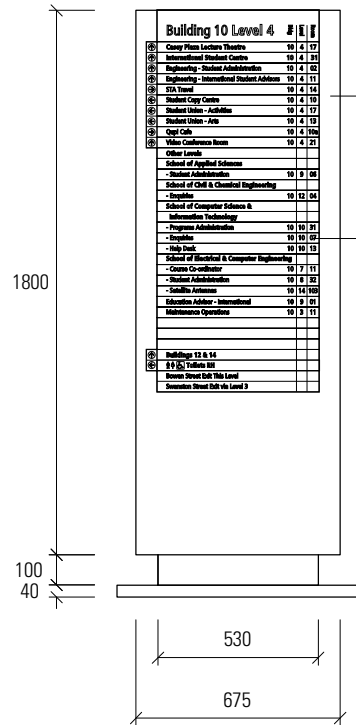 Building 10 Level 4 Bldg Level Room
Casey Plaza Lecture Theatre 10 4 17
International Student Centre 10 4 31
Engineering - Student Administration 10 4 02
Engineering - International Student Advisors 10 4 11
STA Travel 10 4 14
Student Copy Centre 10 4 10
Student Union - Activities 10 4 17
Student Union - Arts 10 4 13
Qupi Cafe 10 4 10a
Video Conference Room 10 4 21
Other Levels
School of Applied Sciences
- Student Administration 10 9 06
School of Civil & Chemical Engineering
- Enquiries 10 12 04
School of Computer Science &
Information Technology
- Programs Administration 10 10 31
- Enquiries 10 10 07
- Help Desk 10 10 13
School of Electrical & Computer Engineering
- Course Co-ordinator 10 7 11
- Student Administration 10 8 32
- Satellite Antennas 10 14 103
Education Advisor - International 10 9 01
Maintenance Operations 10 3 11
Buildings 12 & 14
Toilets RH
Bowen Street Exit This Level
Swanston Street Exit via Level 3
1800
100
40
530
675